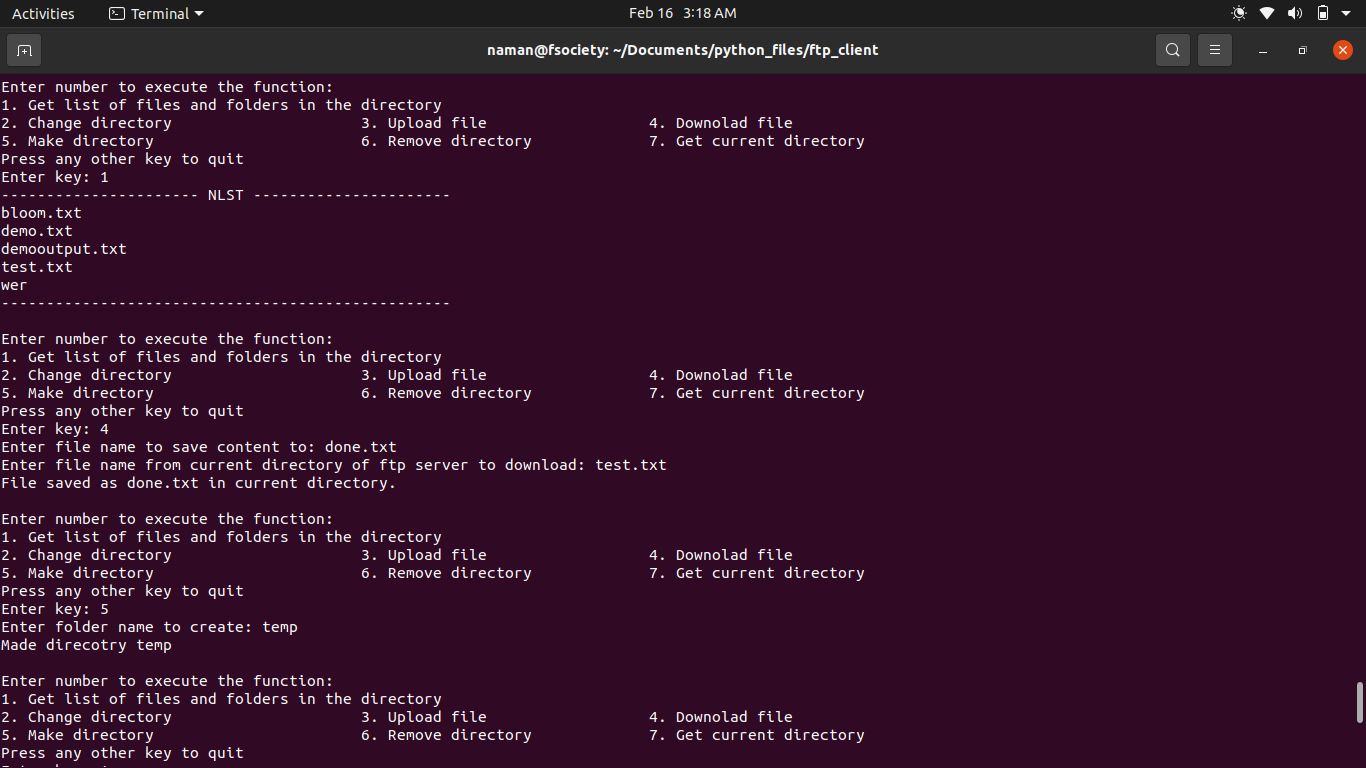 Activities Terminal Feb 16 3:18 AM
naman@fsociety: ~/Documents/python_files/ftp_client
Enter number to execute the function:
1. Get list of files and folders in the directory
2. Change directory 3. Upload file 4. Downolad file
5. Make directory 6. Remove directory 7. Get current directory
Press any other key to quit
Enter key: 1
---------------------- NLST ----------------------
bloom.txt
demo.txt
demooutput.txt
test.txt
wer
--------------------------------------------------
Enter number to execute the function:
1. Get list of files and folders in the directory
2. Change directory 3. Upload file 4. Downolad file
5. Make directory 6. Remove directory 7. Get current directory
Press any other key to quit
Enter key: 4
Enter file name to save content to: done.txt
Enter file name from current directory of ftp server to download: test.txt
File saved as done.txt in current directory.
Enter number to execute the function:
1. Get list of files and folders in the directory
2. Change directory 3. Upload file 4. Downolad file
5. Make directory 6. Remove directory 7. Get current directory
Press any other key to quit
Enter key: 5
Enter folder name to create: temp
Made direcotry temp
Enter number to execute the function:
1. Get list of files and folders in the directory
2. Change directory 3. Upload file 4. Downolad file
5. Make directory 6. Remove directory 7. Get current directory
Press any other key to quit